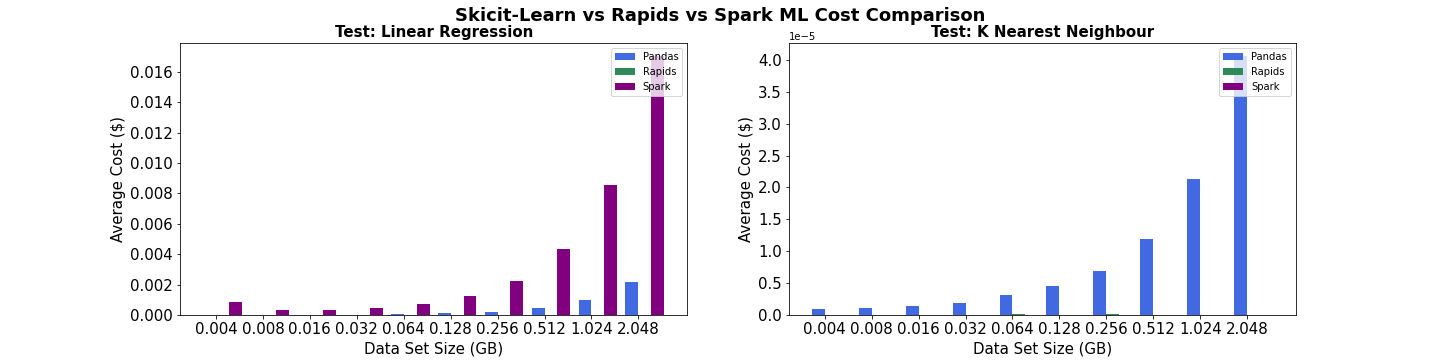 Skicit-Learn vs Rapids vs Spark ML Cost Comparison
Test: Linear Regression
Pandas
Rapids
Spark
0.016
0.014
0.012
0.010
0.008
0.006
0.004
0.002
0.000
Average Cost ($)
0.004 0.008 0.016 0.032 0.064 0.128 0.256 0.512 1.024 2.048
Data Set Size (GB)
Test: K Nearest Neighbour
1e−5
Pandas
Rapids
Spark
4.0
3.5
3.0
2.5
2.0
1.5
1.0
0.5
0.0
Average Cost ($)
0.004 0.008 0.016 0.032 0.064 0.128 0.256 0.512 1.024 2.048
Data Set Size (GB)